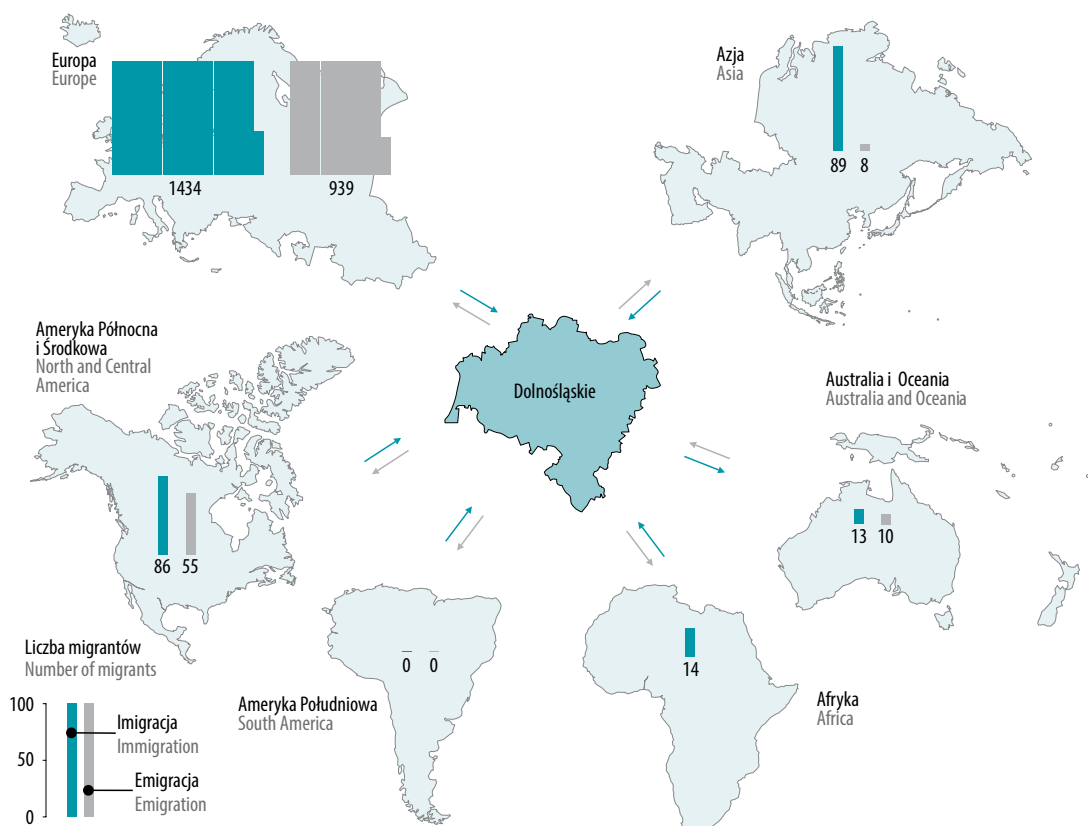 Europa
Europe
1434
939
Azja
Asia
89
8
Ameryka Północna
i Środkowa
North and Central
America
86
55
Dolnośląskie
Australia i Oceania
Australia and Oceania
13
10
Ameryka Południowa
South America
0
0
Afryka
Africa
14
Liczba migrantów
Number of migrants
100
50
0
Imigracja
Immigration
Emigracja
Emigration